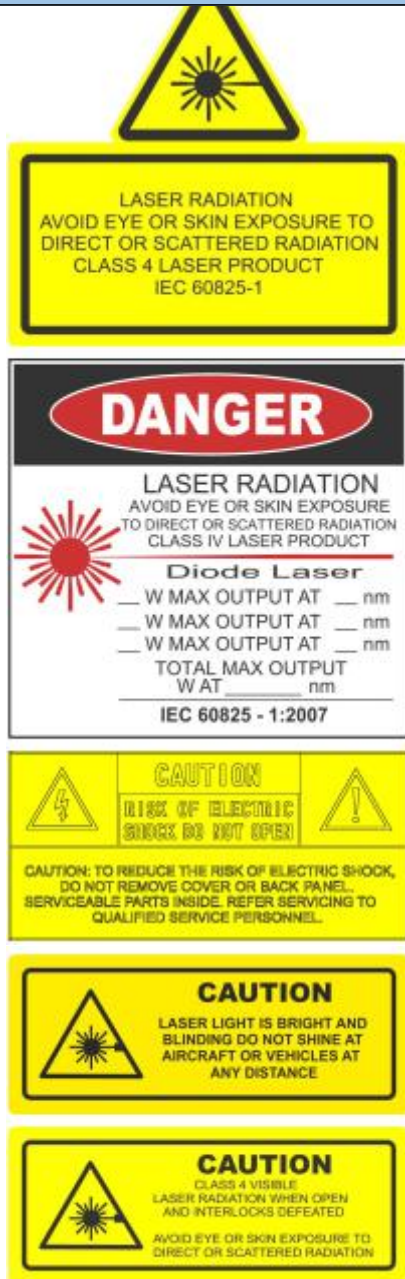 LASER RADIATION
AVOID EYE OR SKIN EXPOSURE TO
DIRECT OR SCATTERED RADIATION
CLASS 4 LASER PRODUCT
IEC 60825-1
DANGER
LASER RADIATION
AVOID EYE OR SKIN EXPOSURE
TO DIRECT OR SCATTERED RADIATION
CLASS IV LASER PRODUCT
Diode Laser
__ W MAX OUTPUT AT __ nm
__ W MAX OUTPUT AT __ nm
__ W MAX OUTPUT AT __ nm
TOTAL MAX OUTPUT
W AT_______ nm
IEC 60825 - 1:2007
CAUTION
RISK OF ELECTRIC
SHOCK DO NOT OPEN
CAUTION: TO REDUCE THE RISK OF ELECTRIC SHOCK,
DO NOT REMOVE COVER OR BACK PANEL.
SERVICEABLE PARTS INSIDE. REFER SERVICING TO
QUALIFIED SERVICE PERSONNEL.
CAUTION
LASER LIGHT IS BRIGHT AND
BLINDING DO NOT SHINE AT
AIRCRAFT OR VEHICLES AT
ANY DISTANCE
CAUTION
CLASS 4 VISIBLE
LASER RADIATION WHEN OPEN
AND INTERLOCKS DEFEATED
AVOID EYE OR SKIN EXPOSURE TO
DIRECT OR SCATTERED RADIATION